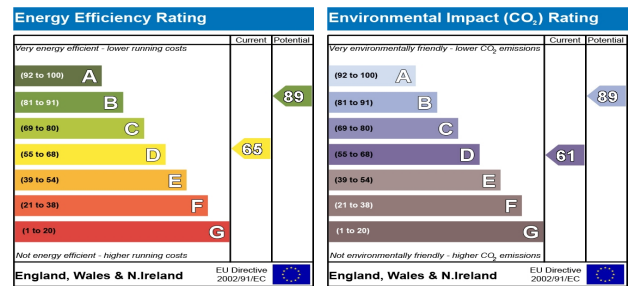 Energy Efficiency Rating
Current Potential
Very energy efficient - lower running costs
(92 to 100) A
(81 to 91) B
89
(69 to 80) C
(55 to 68) D
65
(39 to 54) E
(21 to 38) F
(1 to 20) G
Not energy efficient - higher running costs
England, Wales & N.Ireland
EU Directive
2002/91/EC
Environmental Impact (CO2) Rating
Current Potential
Very environmentally friendly - lower CO2 emissions
(92 to 100) A
(81 to 91) B
89
(69 to 80) C
(55 to 68) D
61
(39 to 54) E
(21 to 38) F
(1 to 20) G
Not environmentally friendly - higher CO2 emissions
England, Wales & N.Ireland
EU Directive
2002/91/EC